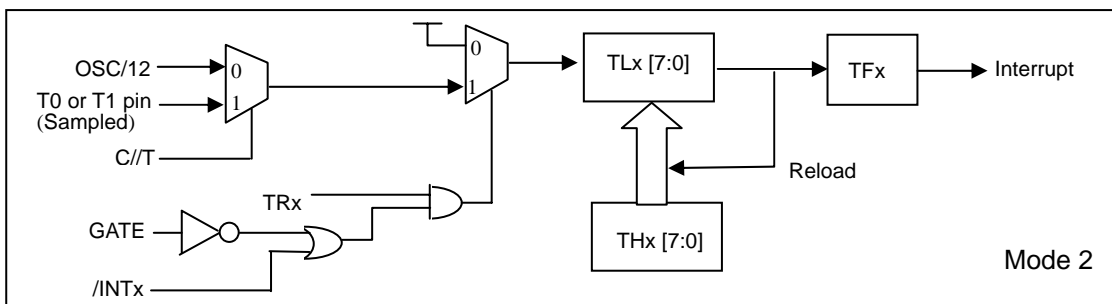 OSC/12
T0 or T1 pin
(Sampled)
C//T
0
1
0
1
TLx [7:0]
TFx
Interrupt
Reload
TRx
GATE
/INTx
THx [7:0]
Mode 2